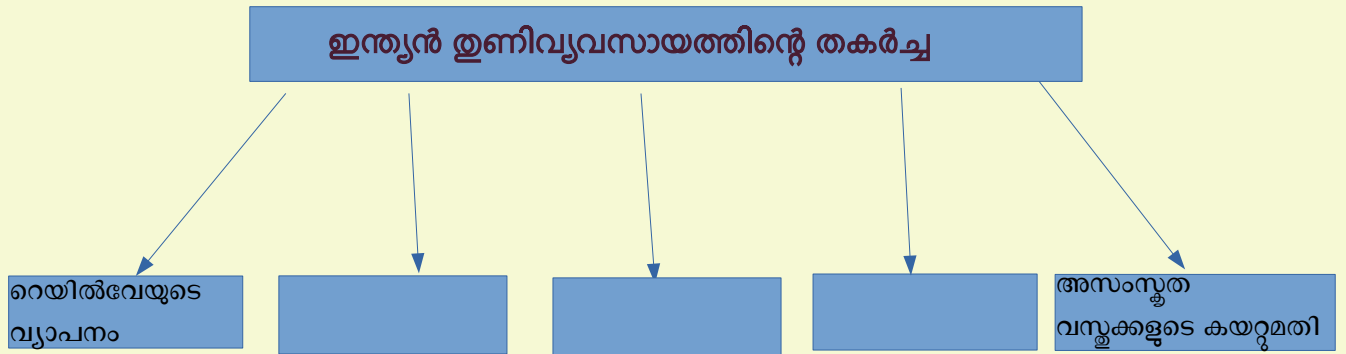 ഇന്ത്യൻ തുണിവ്യവസായത്തിന്റെ തകർച്ച
റെയിൽവേയുടെ
വ്യാപനം
അസംസ്കൃത
വസ്തുക്കളുടെ കയറ്റുമതി